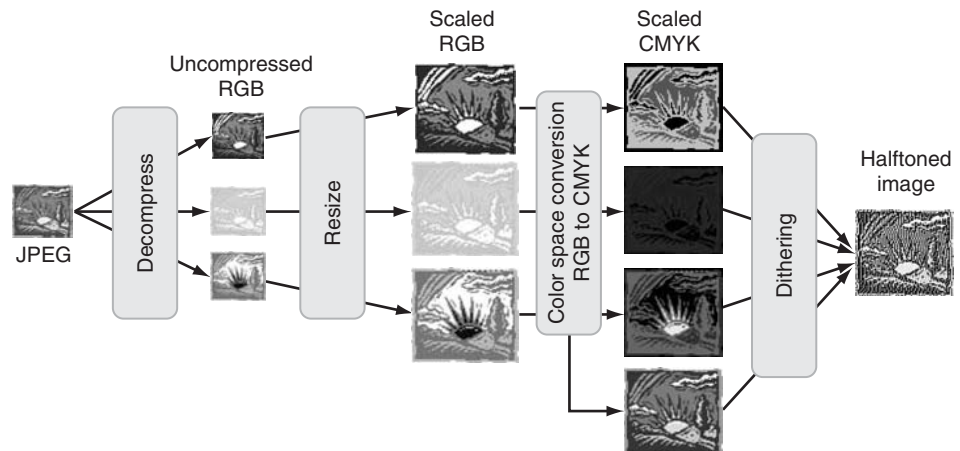 JPEG
Decompress
Uncompressed
RGB
Resize
Scaled
RGB
Color space conversion
RGB to CMYK
Scaled
CMYK
Dithering
Halftoned
image